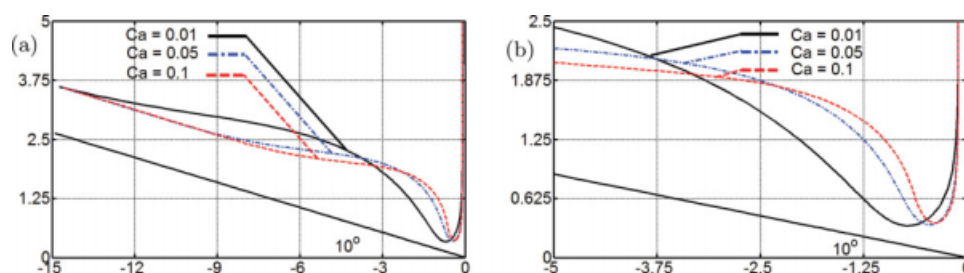 (a)
5
3.75
2.5
1.25
0
Ca = 0.01
Ca = 0.05
Ca = 0.1
10°
-15 -12 -9 -6 -3 0
(b)
2.5
1.875
1.25
0.625
0
Ca = 0.01
Ca = 0.05
Ca = 0.1
10°
-5 -3.75 -2.5 -1.25 0